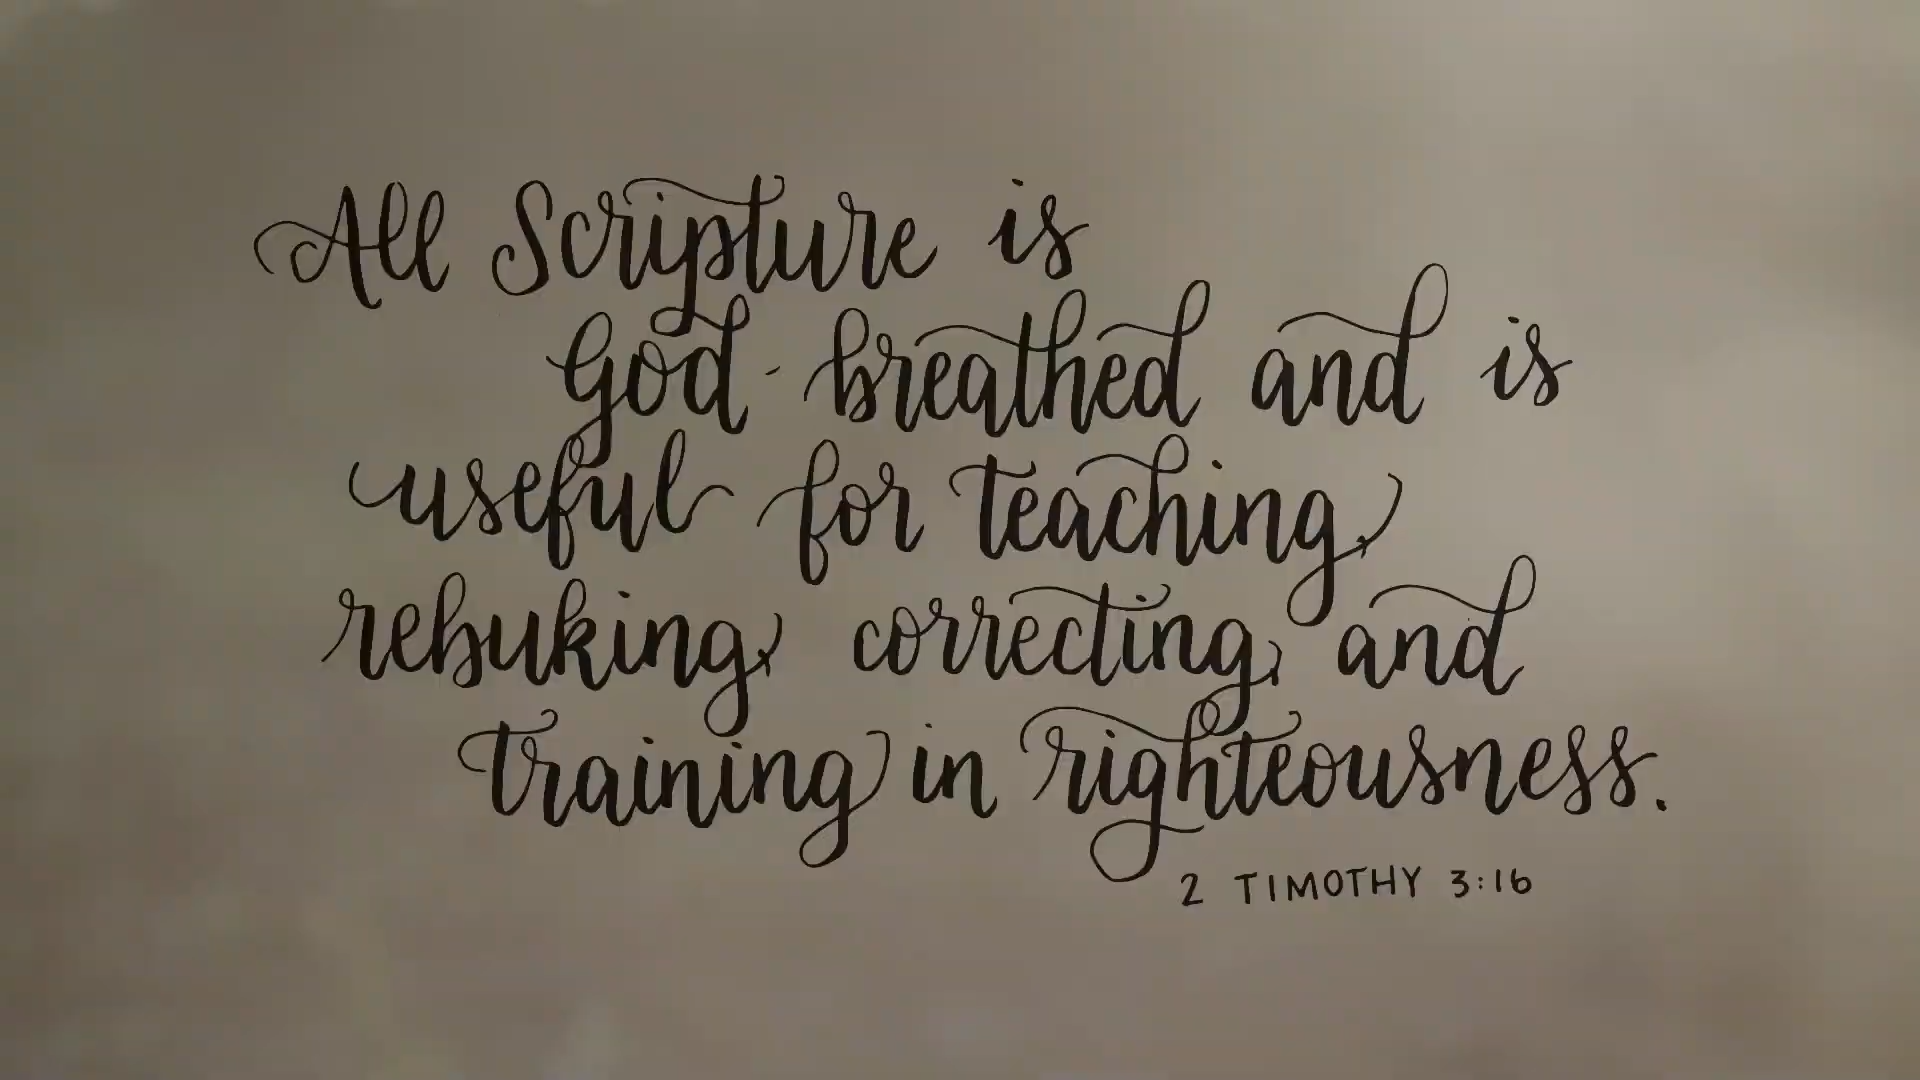 All Scripture is
God-breathed and is
useful for teaching,
rebuking, correcting, and
training in righteousness.
2 TIMOTHY 3:16